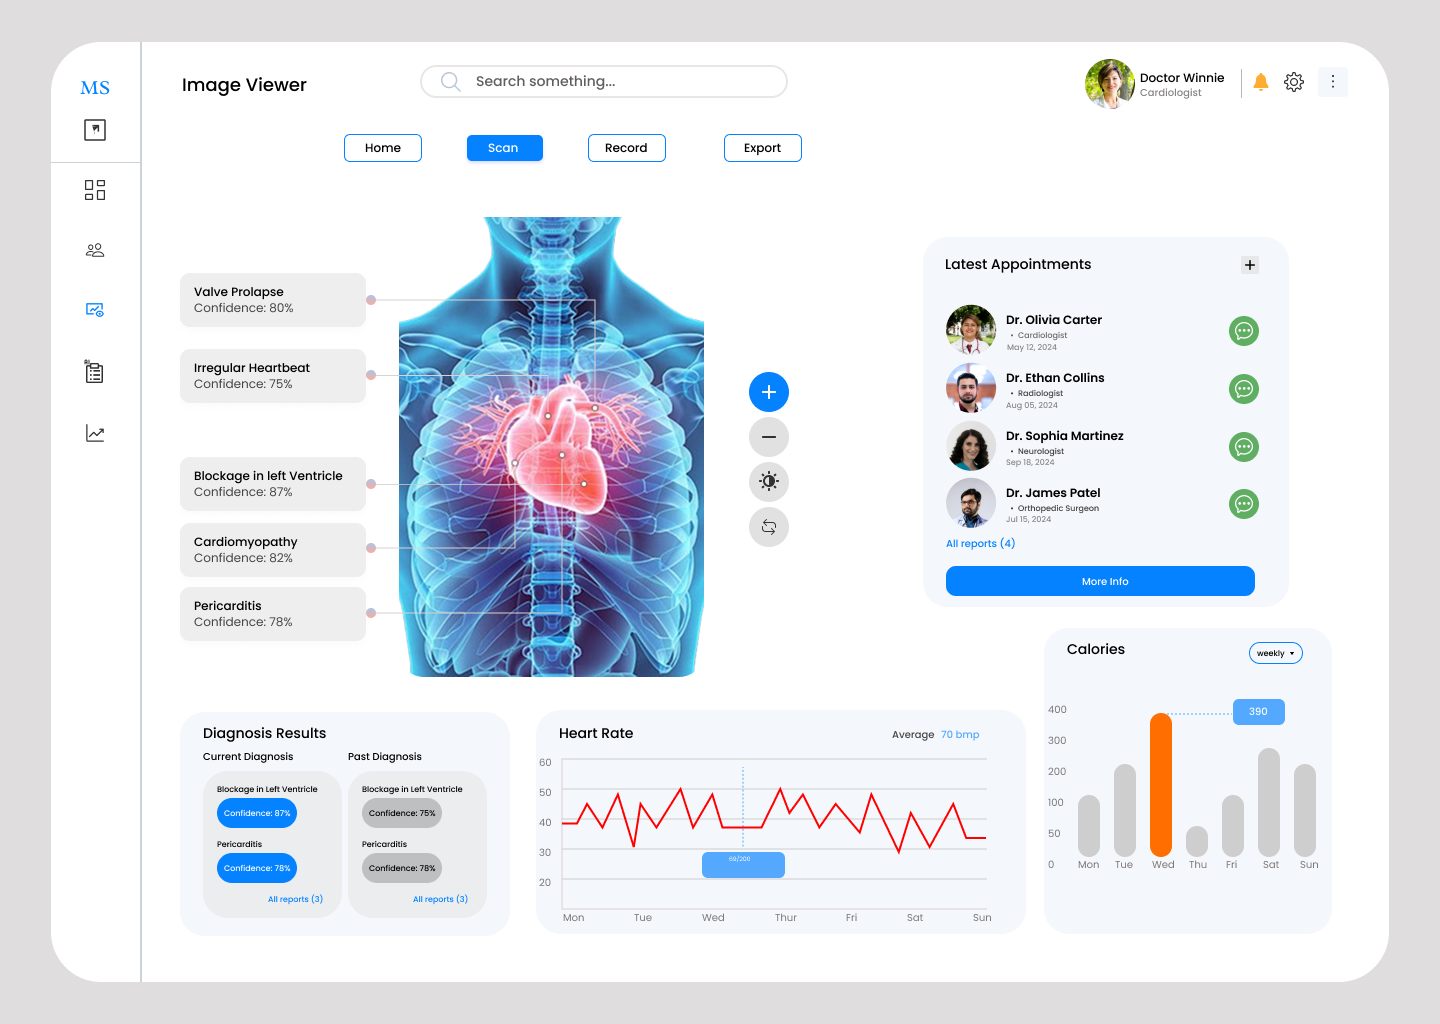 MS
Image Viewer
Search something...
Doctor Winnie
Cardiologist
Home
Scan
Record
Export
Valve Prolapse
Confidence: 80%
Irregular Heartbeat
Confidence: 75%
Blockage in left Ventricle
Confidence: 87%
Cardiomyopathy
Confidence: 82%
Pericarditis
Confidence: 78%
Latest Appointments
Dr. Olivia Carter
• Cardiologist
May 12, 2024
Dr. Ethan Collins
• Radiologist
Aug 05, 2024
Dr. Sophia Martinez
• Neurologist
Sep 18, 2024
Dr. James Patel
• Orthopedic Surgeon
Jul 15, 2024
All reports (4)
More Info
Diagnosis Results
Current Diagnosis
Blockage in Left Ventricle
Confidence: 87%
Pericarditis
Confidence: 78%
All reports (3)
Past Diagnosis
Blockage in Left Ventricle
Confidence: 75%
Pericarditis
Confidence: 78%
All reports (3)
Heart Rate
Average 70 bmp
60
50
40
30
20
69/200
Mon Tue Wed Thur Fri Sat Sun
Calories
weekly
400
300
200
100
50
0
390
Mon Tue Wed Thu Fri Sat Sun